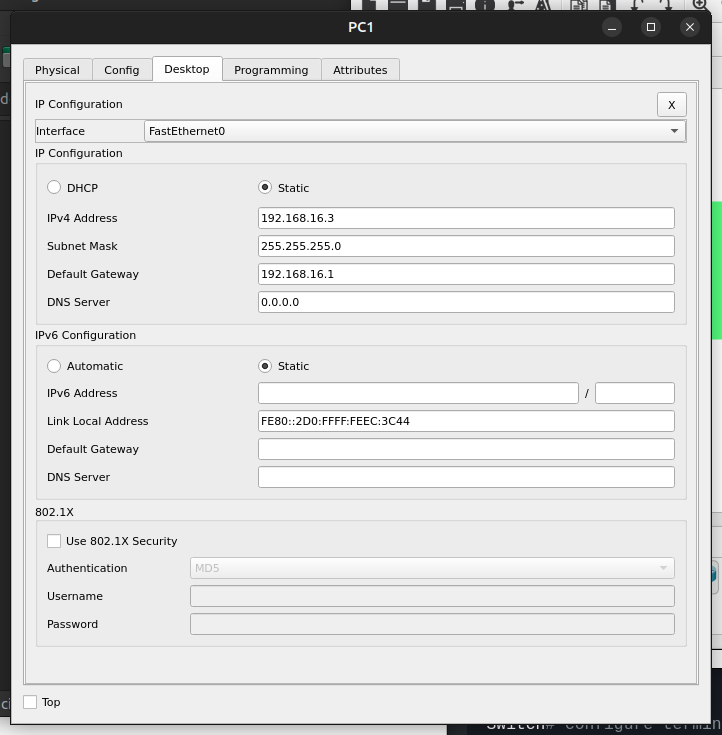 PC1
Physical Config Desktop Programming Attributes
IP Configuration X
Interface FastEthernet0
IP Configuration
DHCP Static
IPv4 Address 192.168.16.3
Subnet Mask 255.255.255.0
Default Gateway 192.168.16.1
DNS Server 0.0.0.0
IPv6 Configuration
Automatic Static
IPv6 Address /
Link Local Address FE80::2D0:FFFF:FEEC:3C44
Default Gateway
DNS Server
802.1X
Use 802.1X Security
Authentication MD5
Username
Password
Top